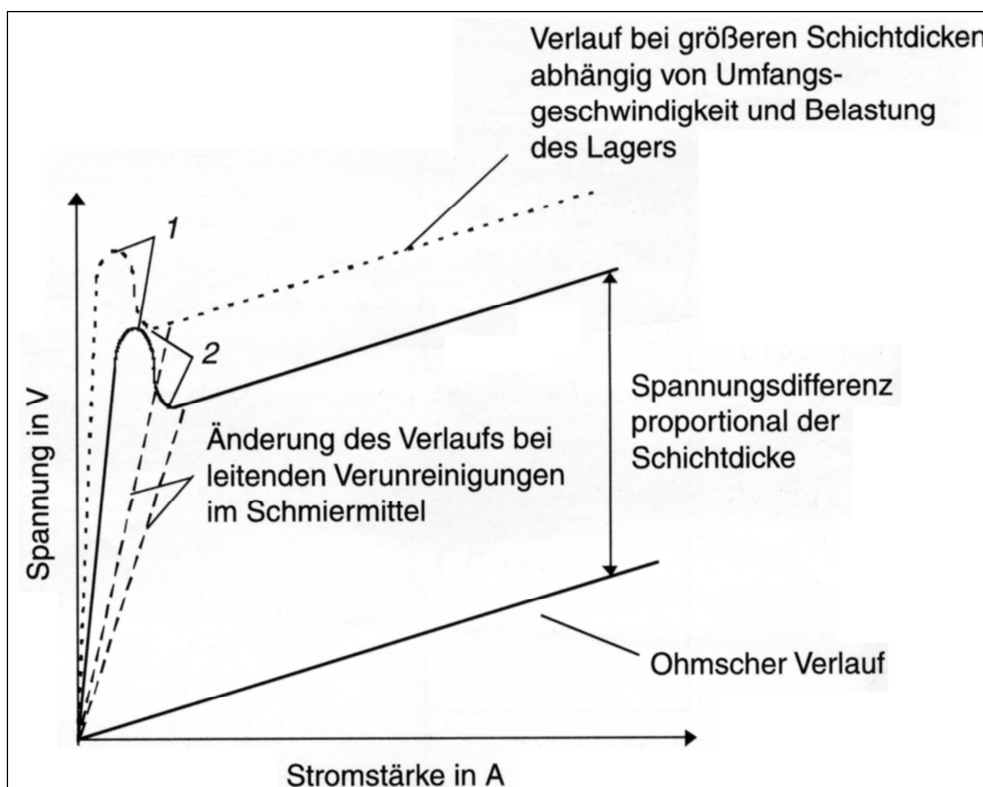 Verlauf bei größeren Schichtdicken
abhängig von Umfangs-
geschwindigkeit und Belastung
des Lagers
1
2
Spannung in V
Änderung des Verlaufs bei
leitenden Verunreinigungen
im Schmiermittel
Spannungsdifferenz
proportional der
Schichtdicke
Ohmscher Verlauf
Stromstärke in A